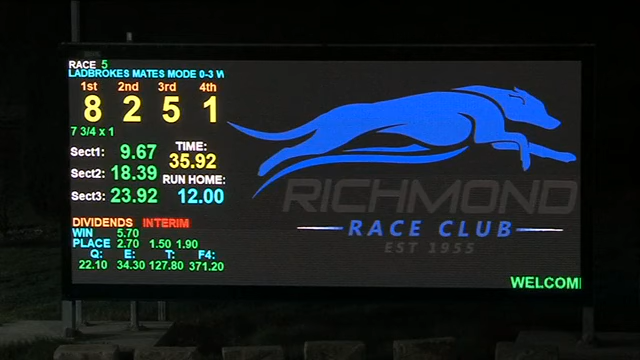 RACE 5
LADBROKES MATES MODE 0-3 W
1st 2nd 3rd 4th
8 2 5 1
7 3/4 x 1
Sect1: 9.67
Sect2: 18.39
Sect3: 23.92
TIME:
35.92
RUN HOME:
12.00
DIVIDENDS INTERIM
WIN 5.70
PLACE 2.70 1.50 1.90
Q: E: T: F4:
22.10 34.30 127.80 371.20
RICHMOND
RACE CLUB
EST 1955
WELCOM